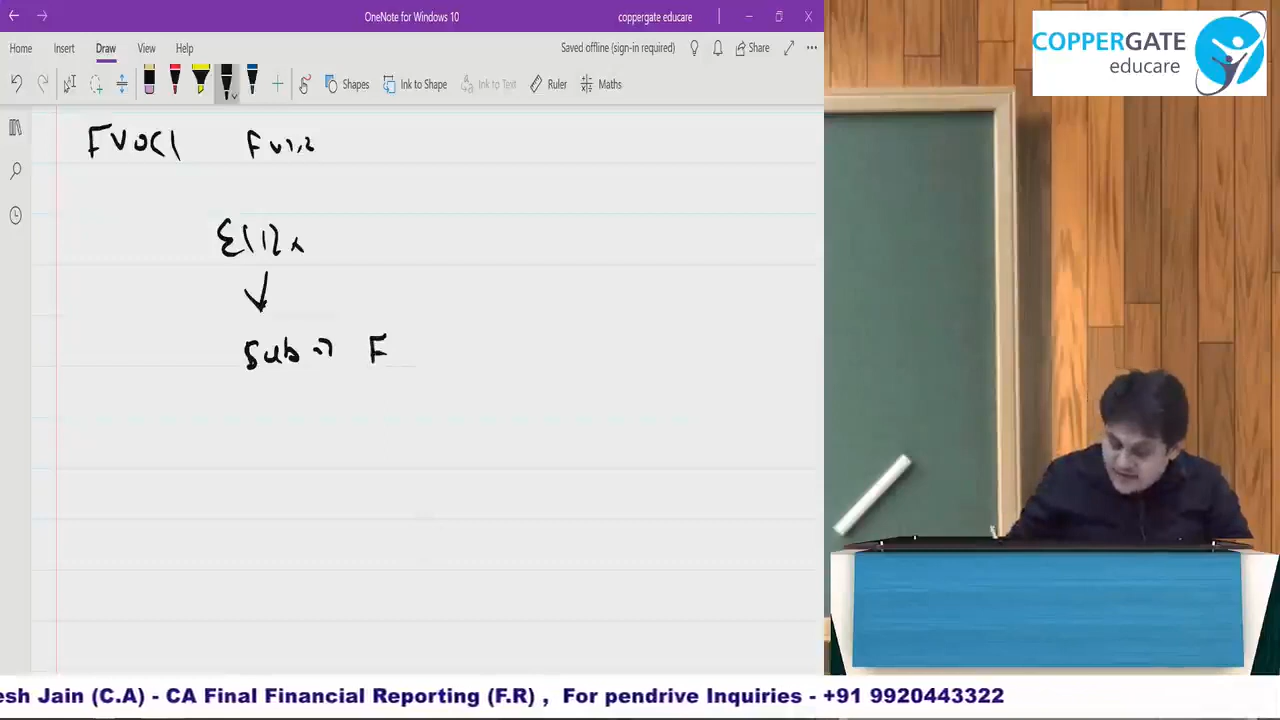 OneNote for Windows 10
coppergate educare
Home Insert Draw View Help
Saved offline (sign-in required)
Share
Shapes
Ink to Shape
Ink to Text
Ruler
Maths
COPPERGATE
educare
FVOCI
Sub → F
esh Jain (C.A) - CA Final Financial Reporting (F.R) , For pendrive Inquiries - +91 9920443322